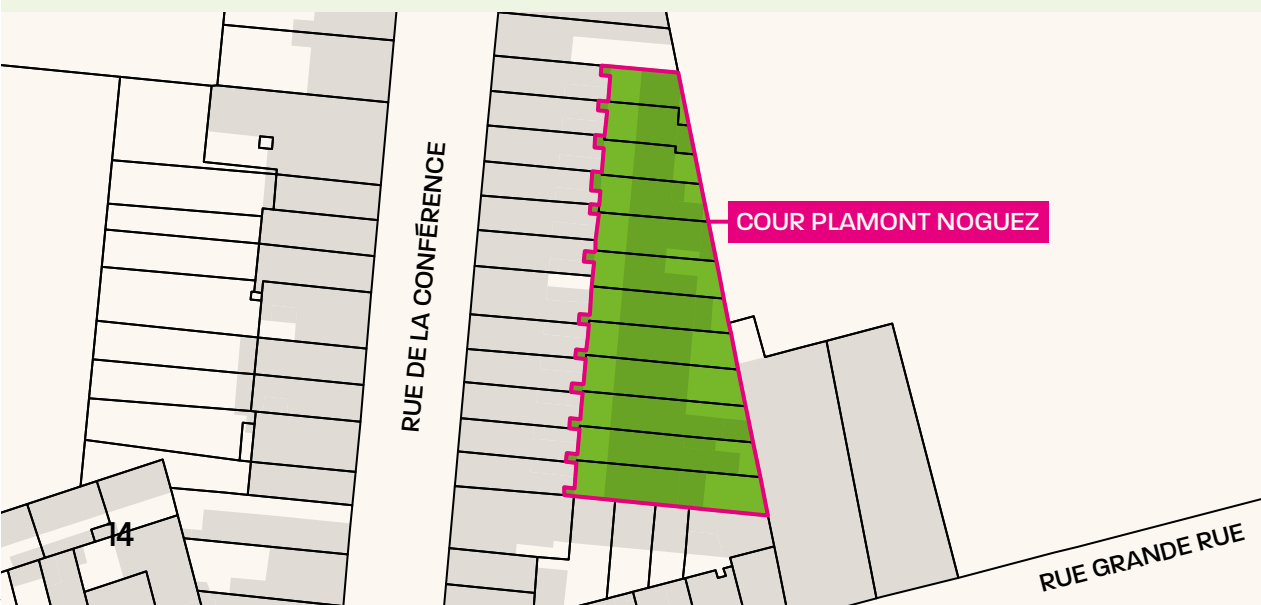 RUE DE LA CONFÉRENCE
COUR PLAMONT NOGUEZ
14
RUE GRANDE RUE